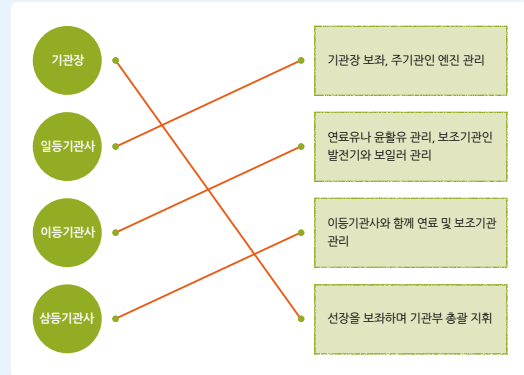 기관장
기관장 보좌, 주기관인 엔진 관리
일등기관사
연료유나 윤활유 관리, 보조기관인
발전기와 보일러 관리
이등기관사
이등기관사와 함께 연료 및 보조기관
관리
삼등기관사
선장을 보좌하며 기관부 총괄 지휘